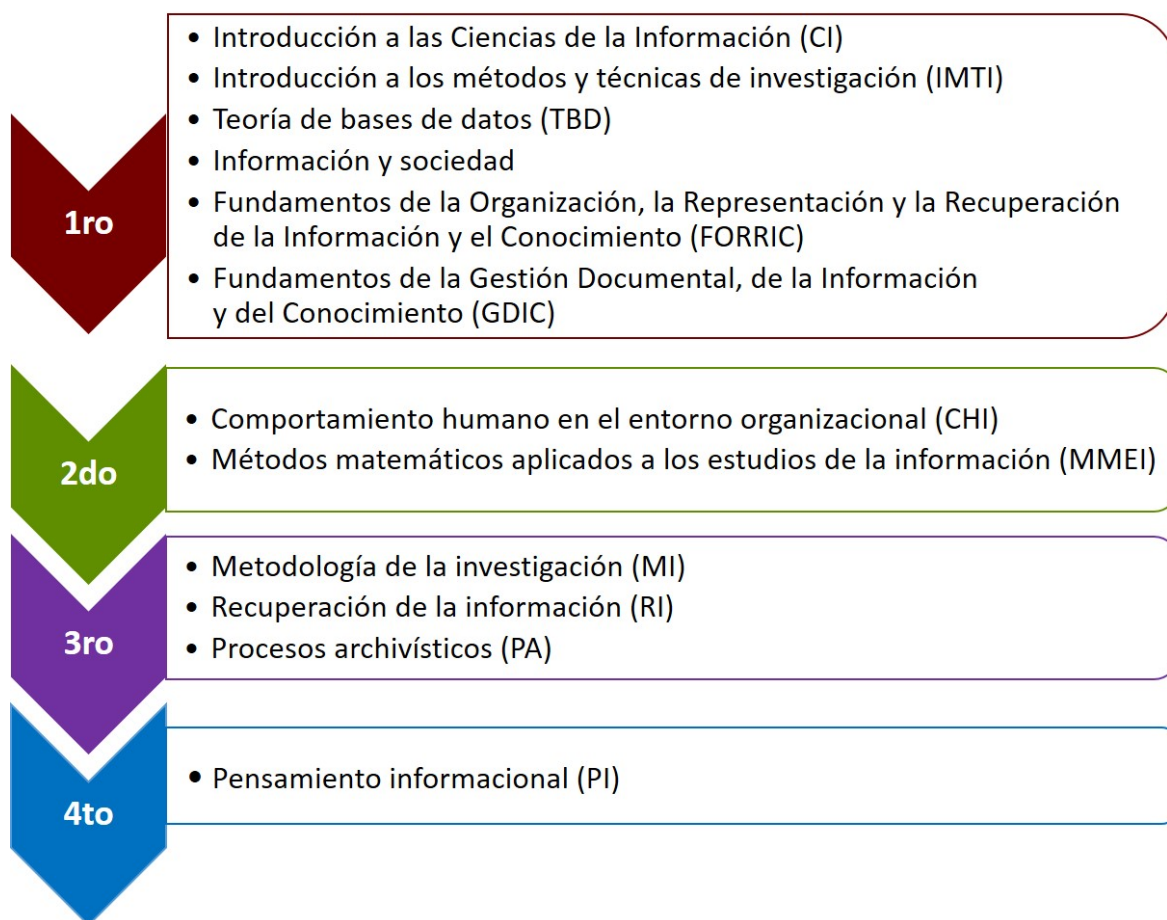 1ro
• Introducción a las Ciencias de la Información (CI)
• Introducción a los métodos y técnicas de investigación (IMTI)
• Teoría de bases de datos (TBD)
• Información y sociedad
• Fundamentos de la Organización, la Representación y la Recuperación
de la Información y el Conocimiento (FORRIC)
• Fundamentos de la Gestión Documental, de la Información
y del Conocimiento (GDIC)
2do
• Comportamiento humano en el entorno organizacional (CHI)
• Métodos matemáticos aplicados a los estudios de la información (MMEI)
3ro
• Metodología de la investigación (MI)
• Recuperación de la información (RI)
• Procesos archivísticos (PA)
4to
• Pensamiento informacional (PI)